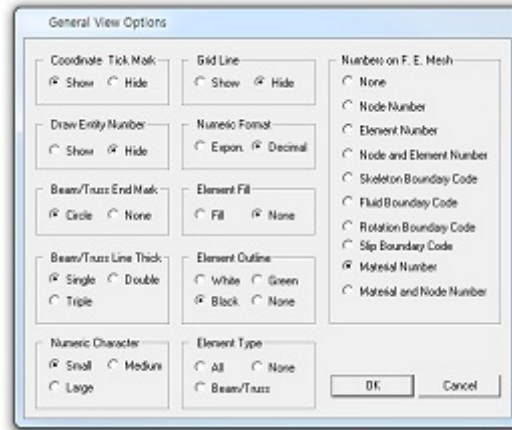 General View Options
Coordinate Tick Mark
Show Hide
Draw Entity Number
Show Hide
Beam/Truss End Mark
Circle None
Beam/Truss Line Thick
Single Double
Triple
Numeric Character
Small Medium
Large
Grid Line
Show Hide
Numeric Format
Expon. Decimal
Element Fill
Fill None
Element Outline
White Green
Black None
Element Type
All None
Beam/Truss
Numbers on F. E. Mesh
None
Node Number
Element Number
Node and Element Number
Skeleton Boundary Code
Fluid Boundary Code
Rotation Boundary Code
Slip Boundary Code
Material Number
Material and Node Number
OK Cancel